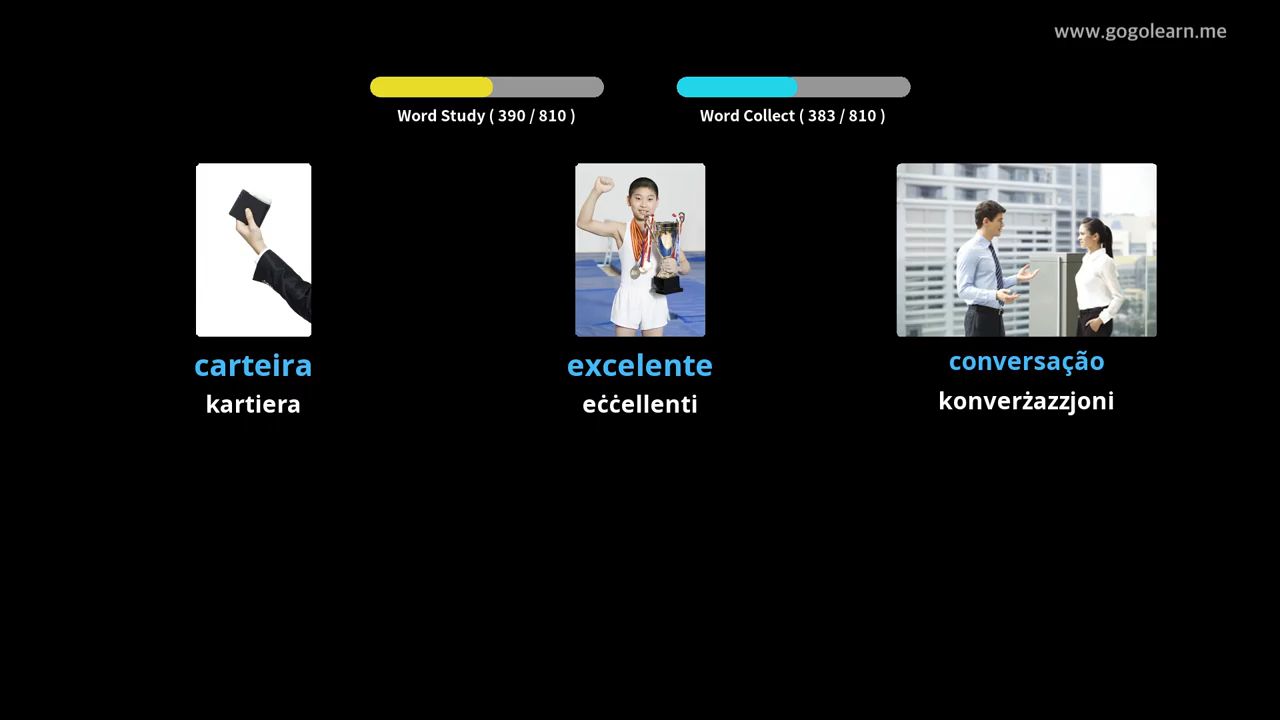 www.gogolearn.me
Word Study ( 390 / 810 )
Word Collect ( 383 / 810 )
carteira
kartiera
excelente
eċċellenti
conversação
konverżazzjoni